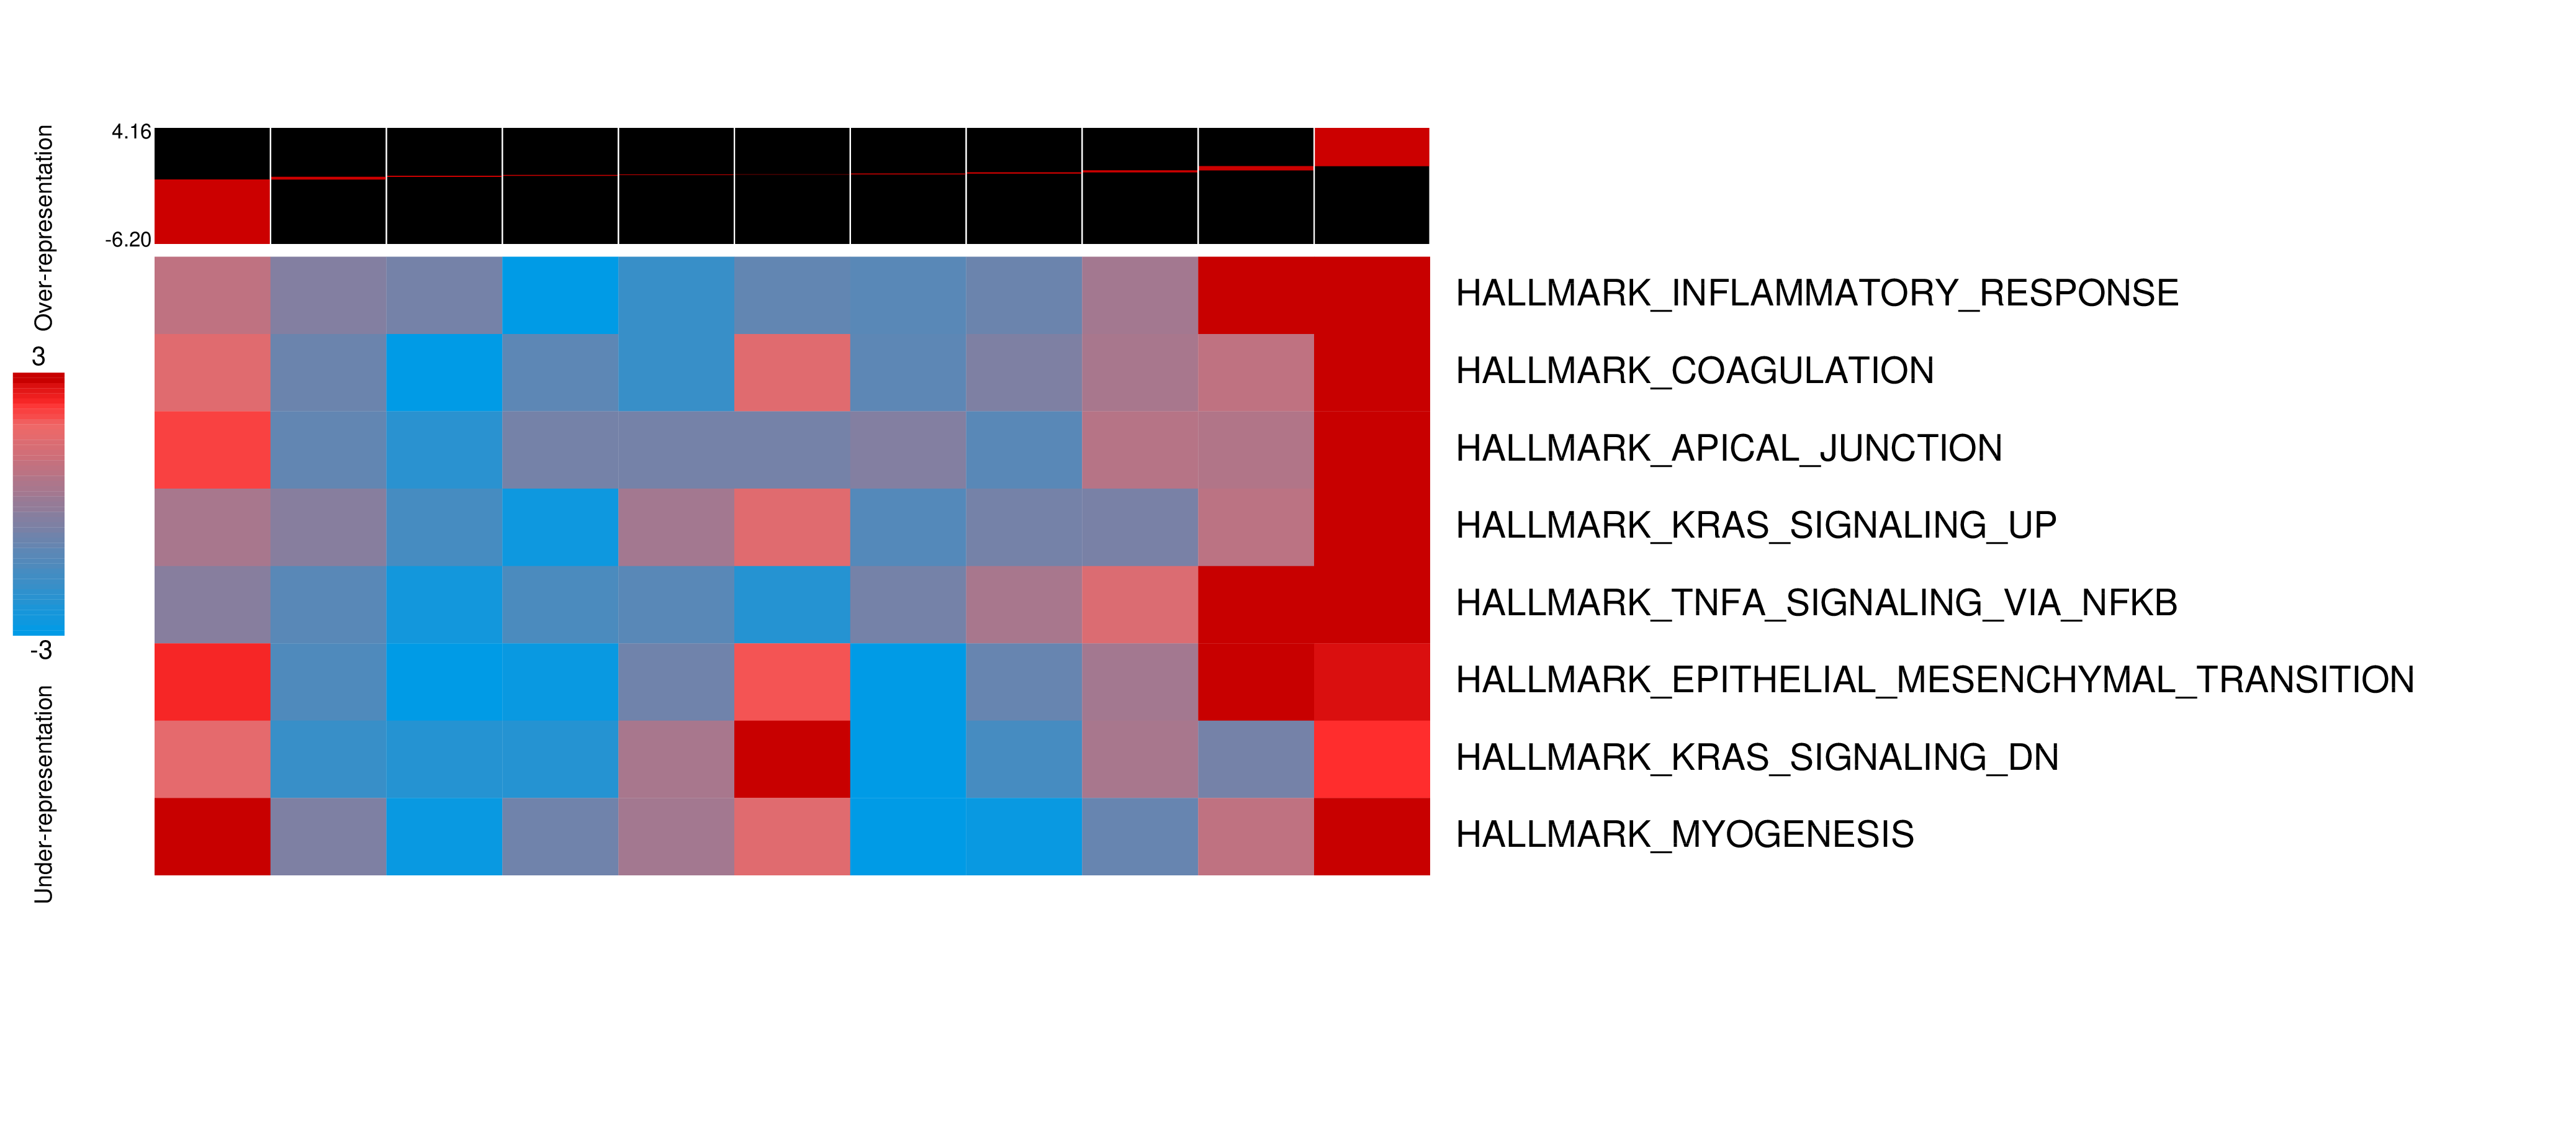 Over-representation
3
-3
Under-representation
4.16
-6.20
HALLMARK_INFLAMMATORY_RESPONSE
HALLMARK_COAGULATION
HALLMARK_APICAL_JUNCTION
HALLMARK_KRAS_SIGNALING_UP
HALLMARK_TNFA_SIGNALING_VIA_NFKB
HALLMARK_EPITHELIAL_MESENCHYMAL_TRANSITION
HALLMARK_KRAS_SIGNALING_DN
HALLMARK_MYOGENESIS